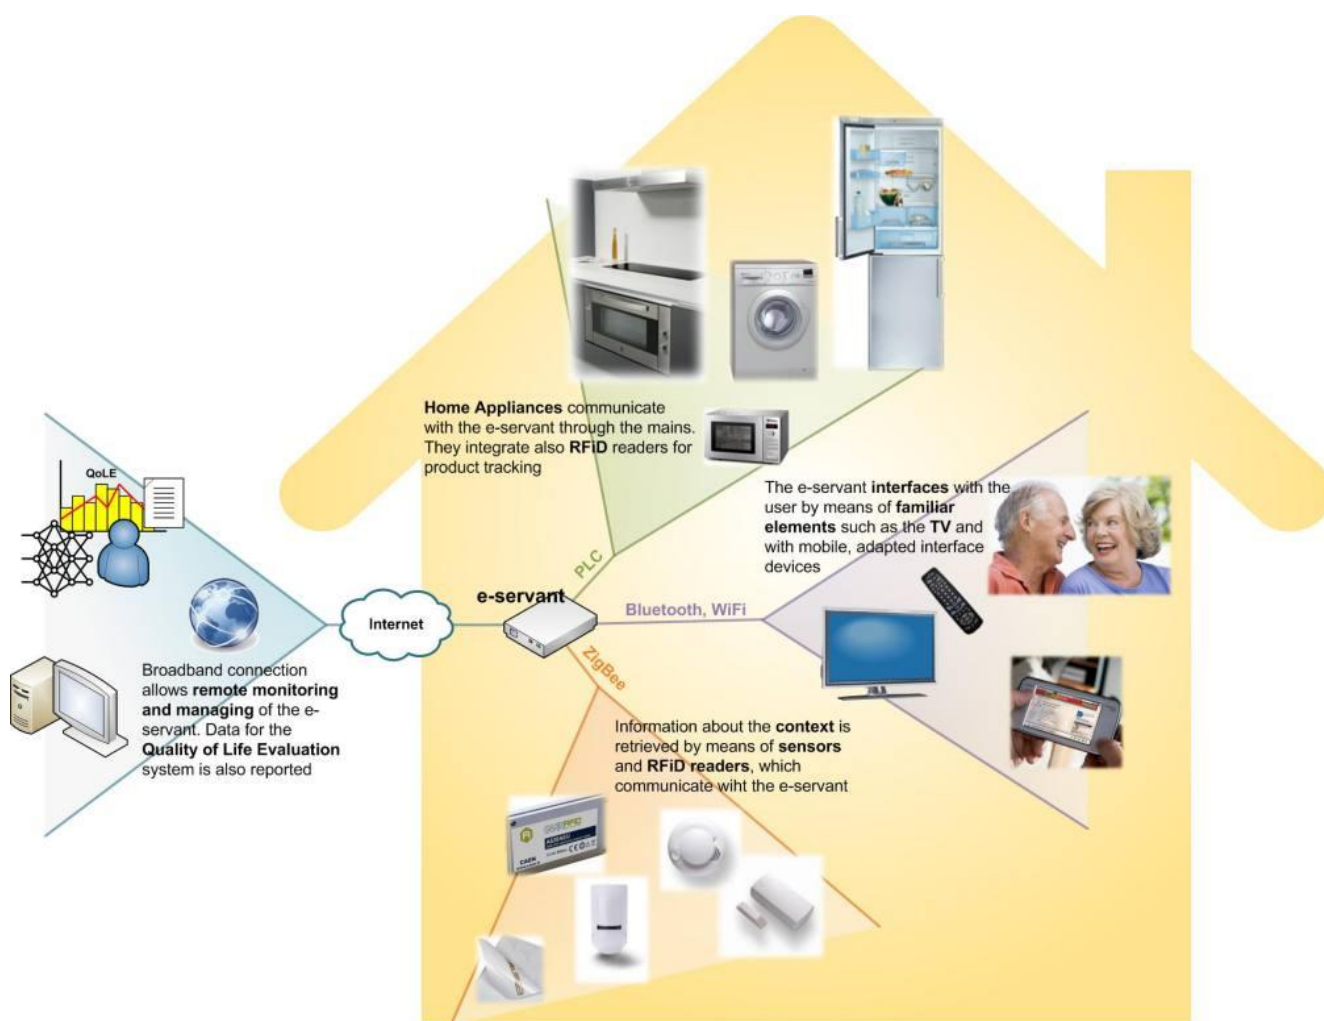 Home Appliances communicate
with the e-servant through the mains.
They integrate also RFiD readers for
product tracking
The e-servant interfaces with the
user by means of familiar
elements such as the TV and
with mobile, adapted interface
devices
QoLE
PLC
e-servant
Internet
Bluetooth, WiFi
ZigBee
Broadband connection
allows remote monitoring
and managing of the e-
servant. Data for the
Quality of Life Evaluation
system is also reported
Information about the context is
retrieved by means of sensors
and RFiD readers, which
communicate wiht the e-servant
CAEN